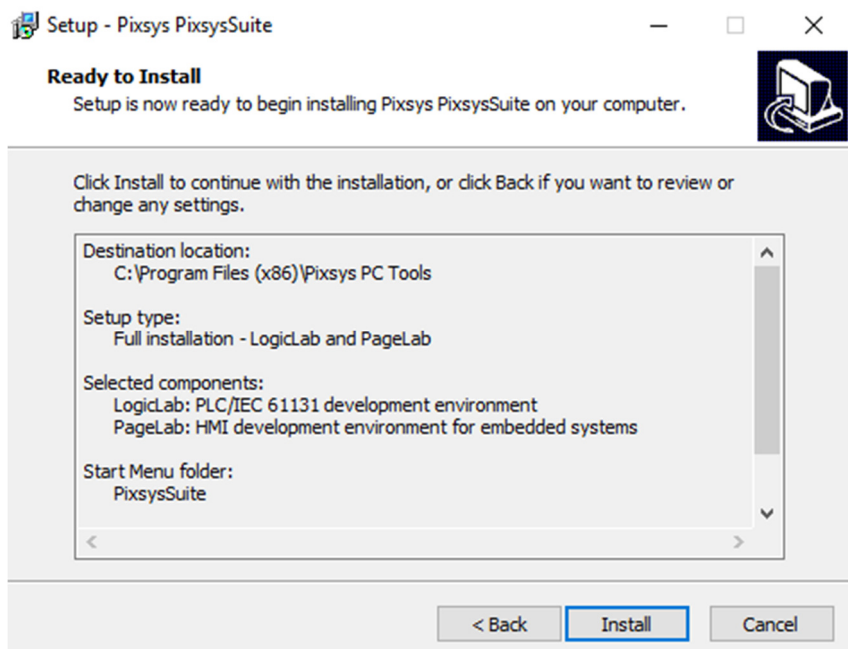 Setup - Pixsys PixsysSuite
Ready to Install
Setup is now ready to begin installing Pixsys PixsysSuite on your computer.
Click Install to continue with the installation, or click Back if you want to review or
change any settings.
Destination location:
C:\Program Files (x86)\Pixsys PC Tools
Setup type:
Full installation - LogicLab and PageLab
Selected components:
LogicLab: PLC/IEC 61131 development environment
PageLab: HMI development environment for embedded systems
Start Menu folder:
PixsysSuite
< Back
Install
Cancel